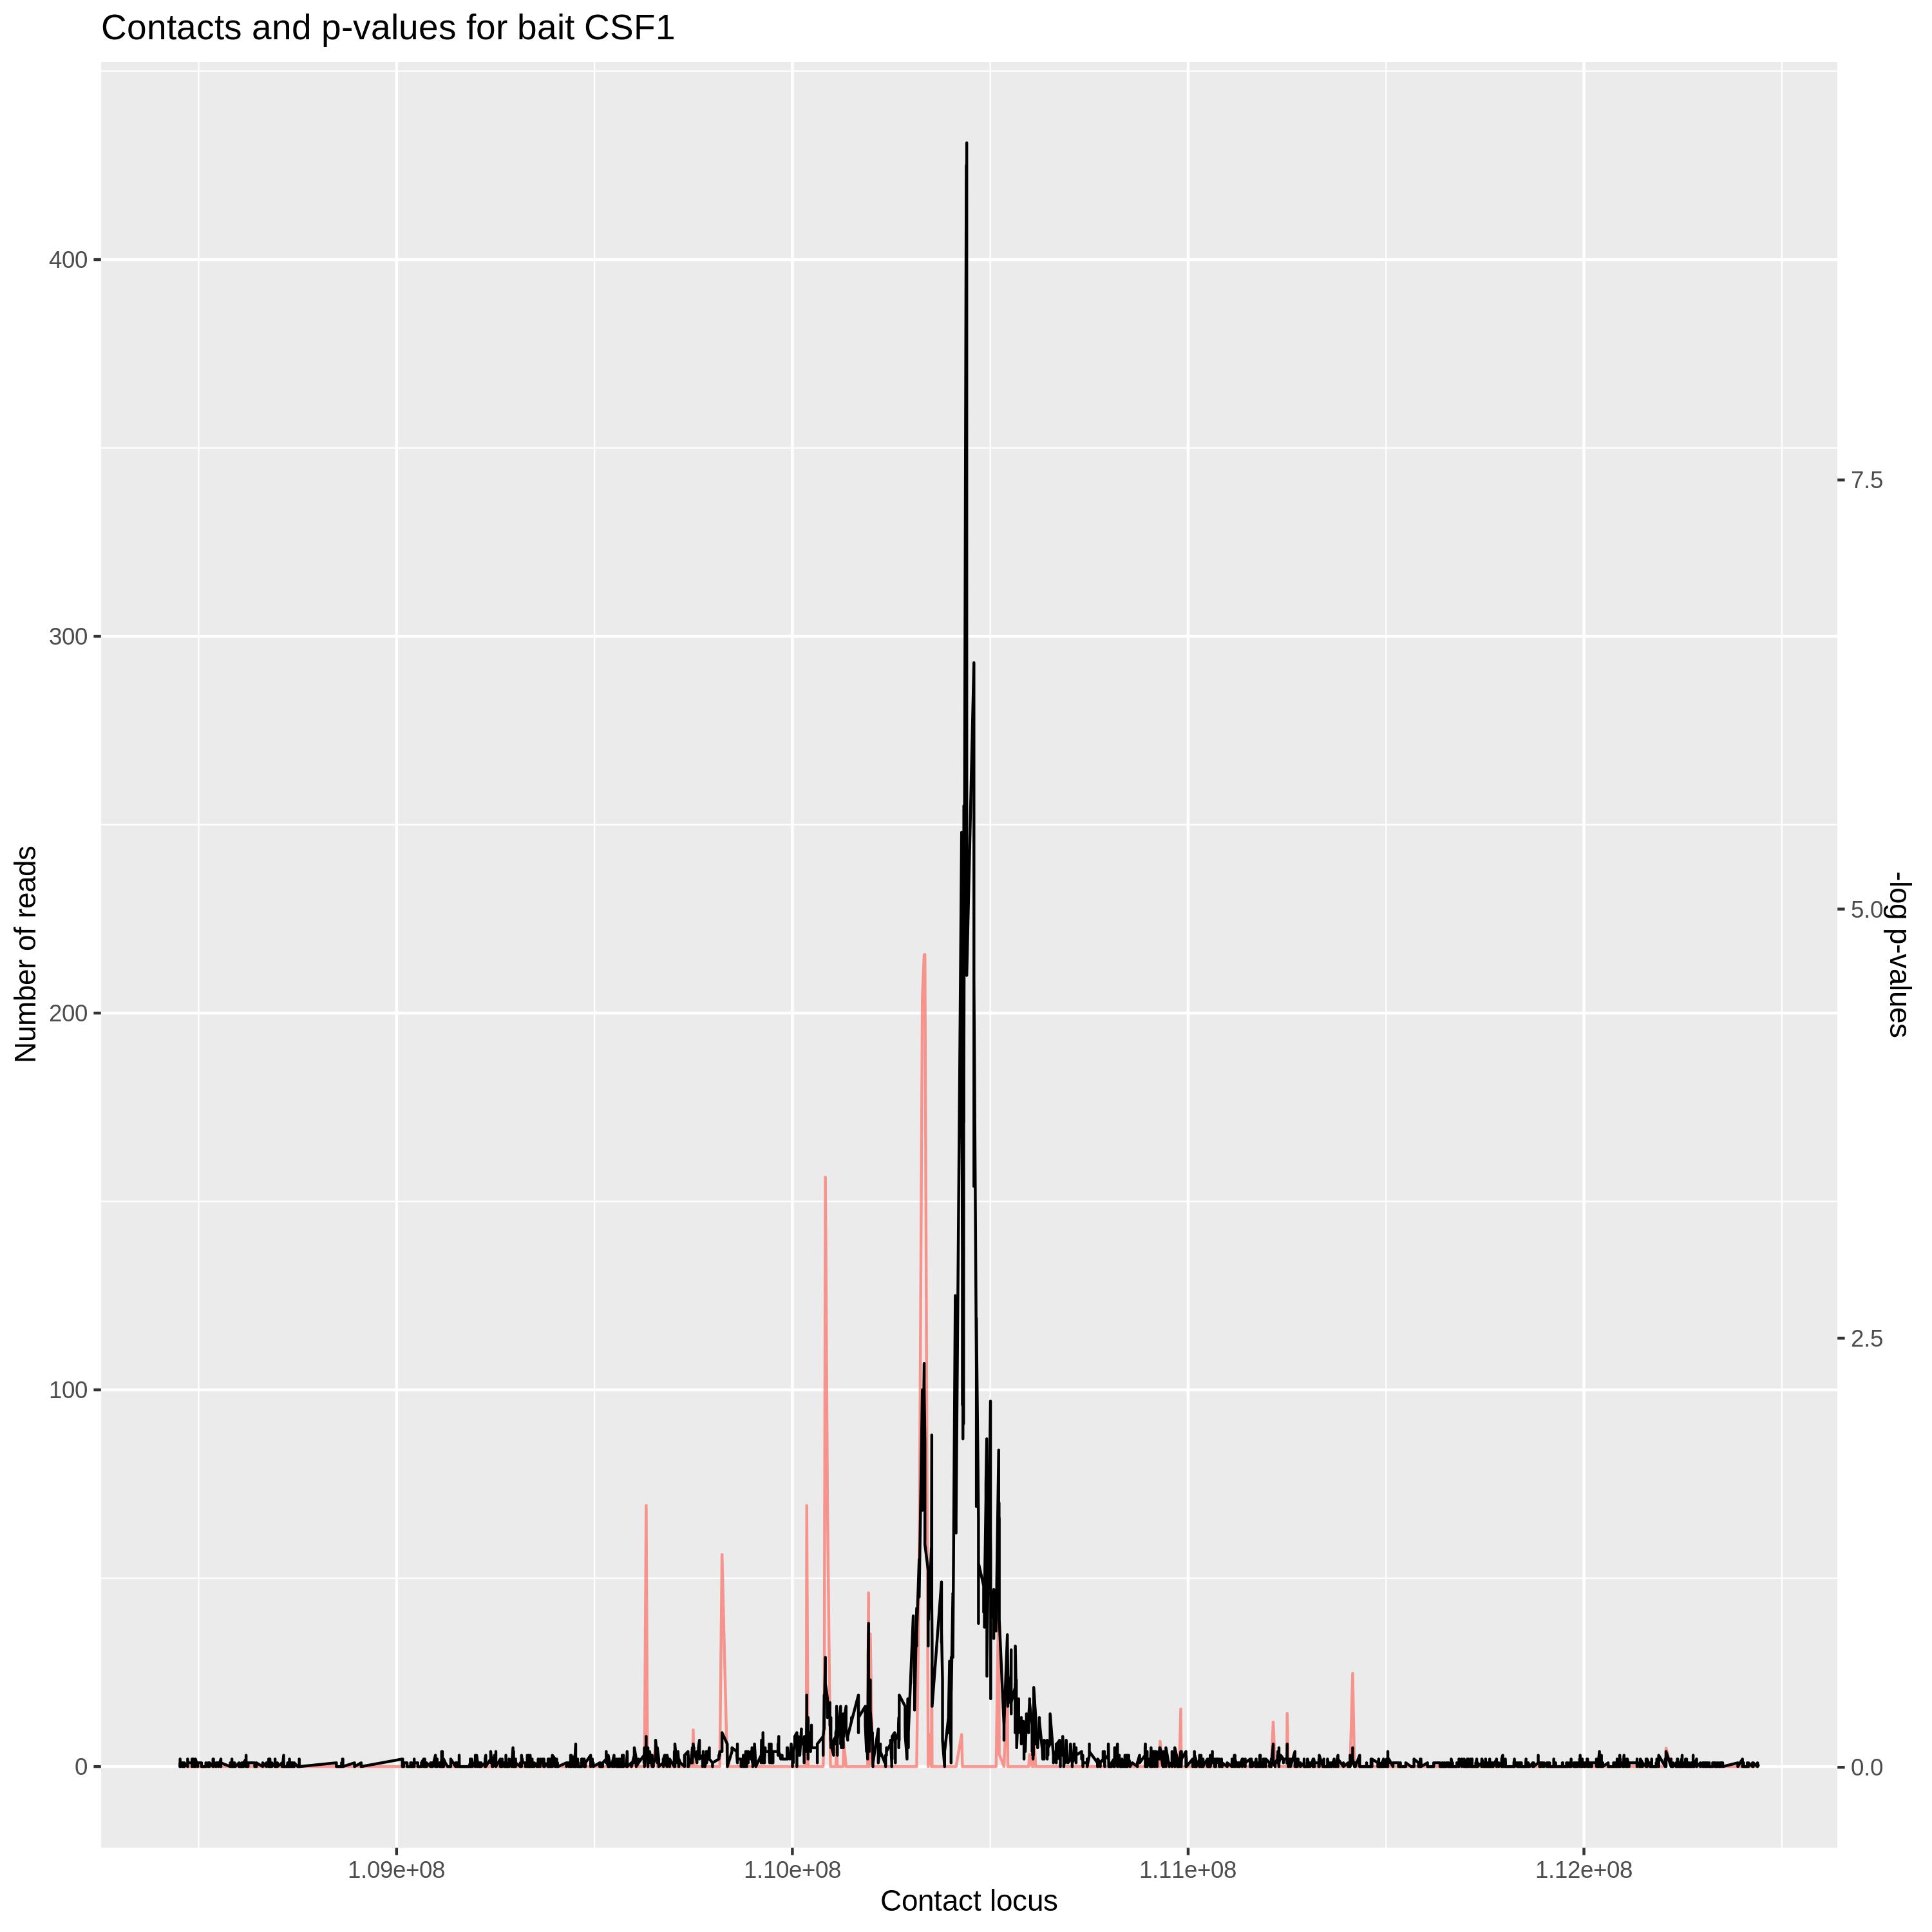 Contacts and p-values for bait CSF1
400
300
200
100
0
Number of reads
7.5
5.0
2.5
0.0
-log p-values
1.09e+08
1.10e+08
1.11e+08
1.12e+08
Contact locus